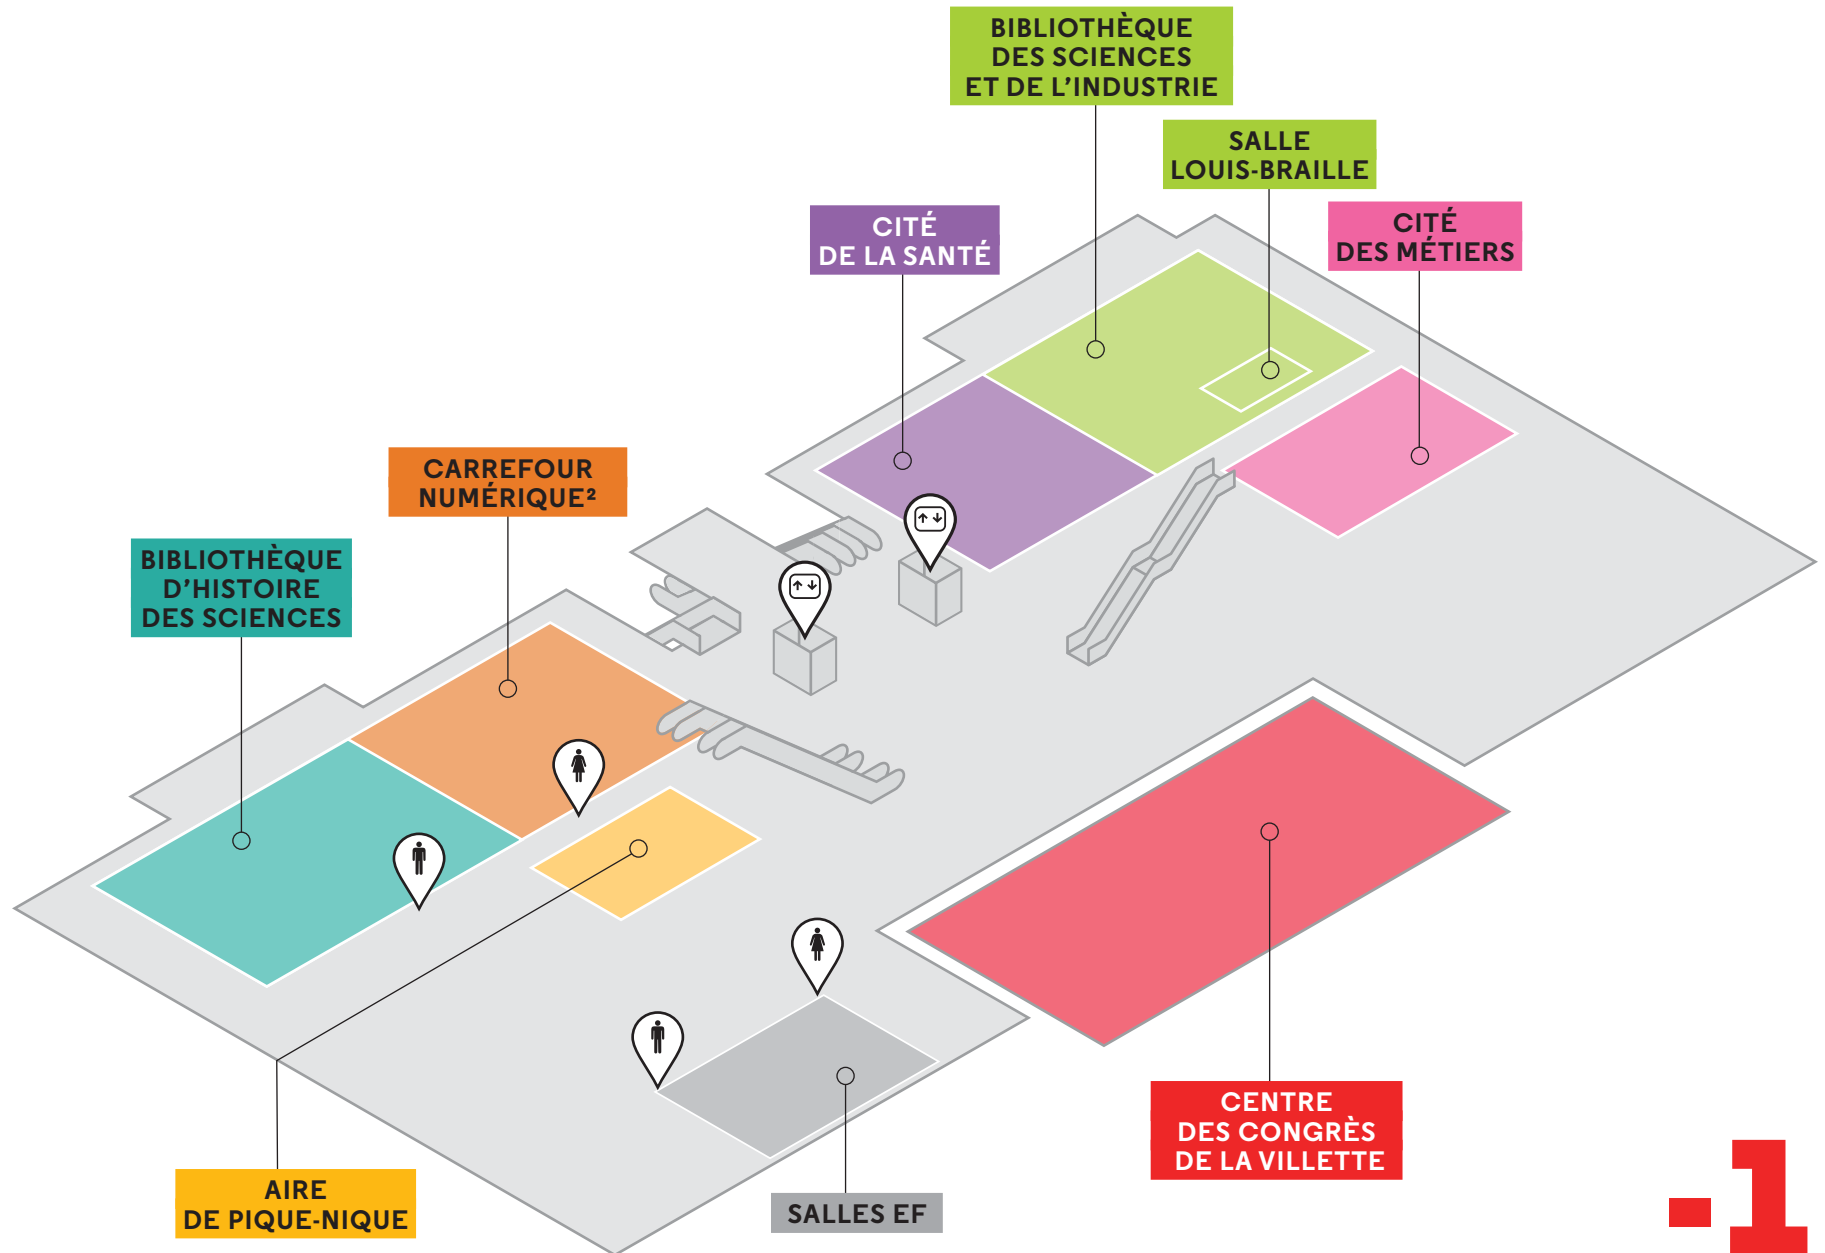 BIBLIOTHÈQUE
DES SCIENCES
ET DE L'INDUSTRIE
SALLE
LOUIS-BRAILLE
CITÉ
DE LA SANTÉ
CITÉ
DES MÉTIERS
CARREFOUR
NUMÉRIQUE²
BIBLIOTHÈQUE
D'HISTOIRE
DES SCIENCES
CENTRE
DES CONGRÈS
DE LA VILLETTE
AIRE
DE PIQUE-NIQUE
SALLES EF
-1